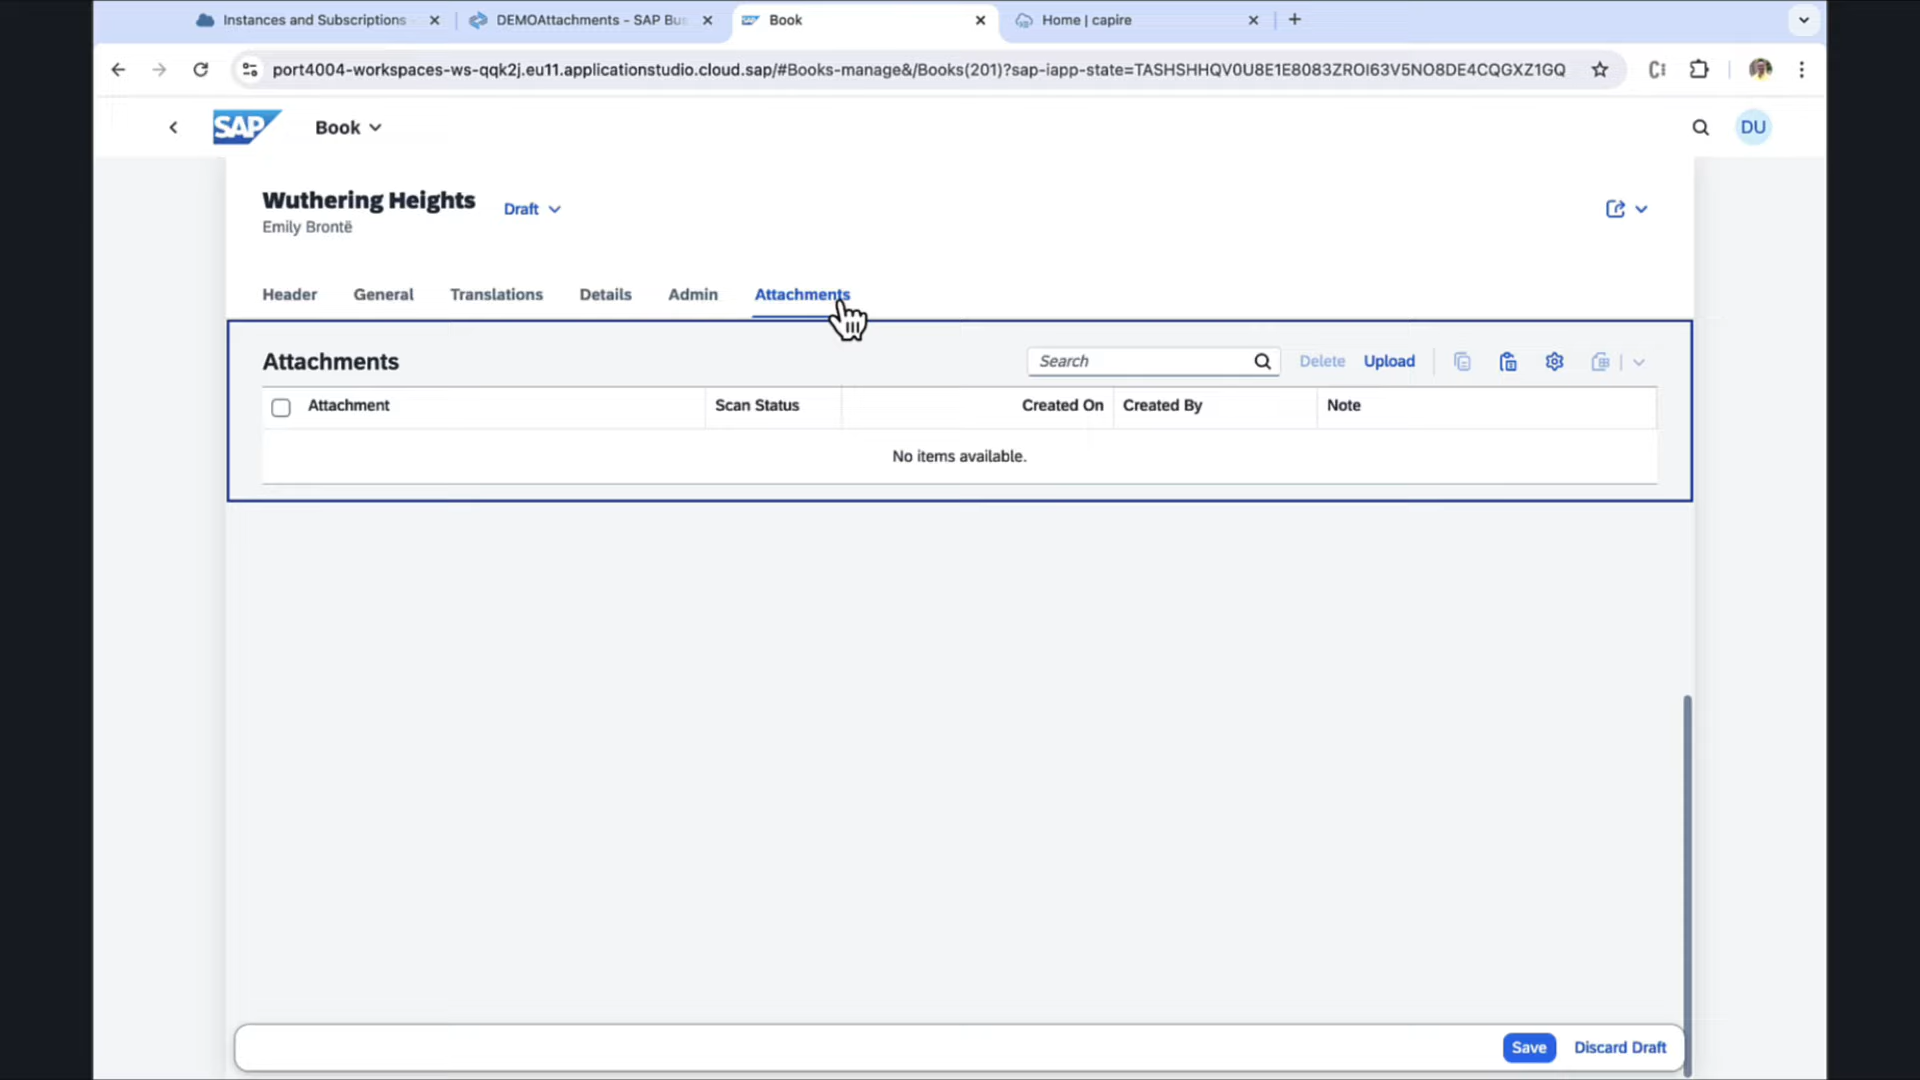 Instances and Subscriptions
DEMOAttachments - SAP Bus
Book
Home | capire
port4004-workspaces-ws-qqk2j.eu11.applicationstudio.cloud.sap/#Books-manage&/Books(201)?sap-iapp-state=TASHSHHQV0U8E1E8083ZROI63V5NO8DE4CQGXZ1GQ
SAP
Book
DU
Wuthering Heights
Draft
Emily Brontë
Header
General
Translations
Details
Admin
Attachments
Attachments
Search
Delete
Upload
Attachment
Scan Status
Created On
Created By
Note
No items available.
Save
Discard Draft